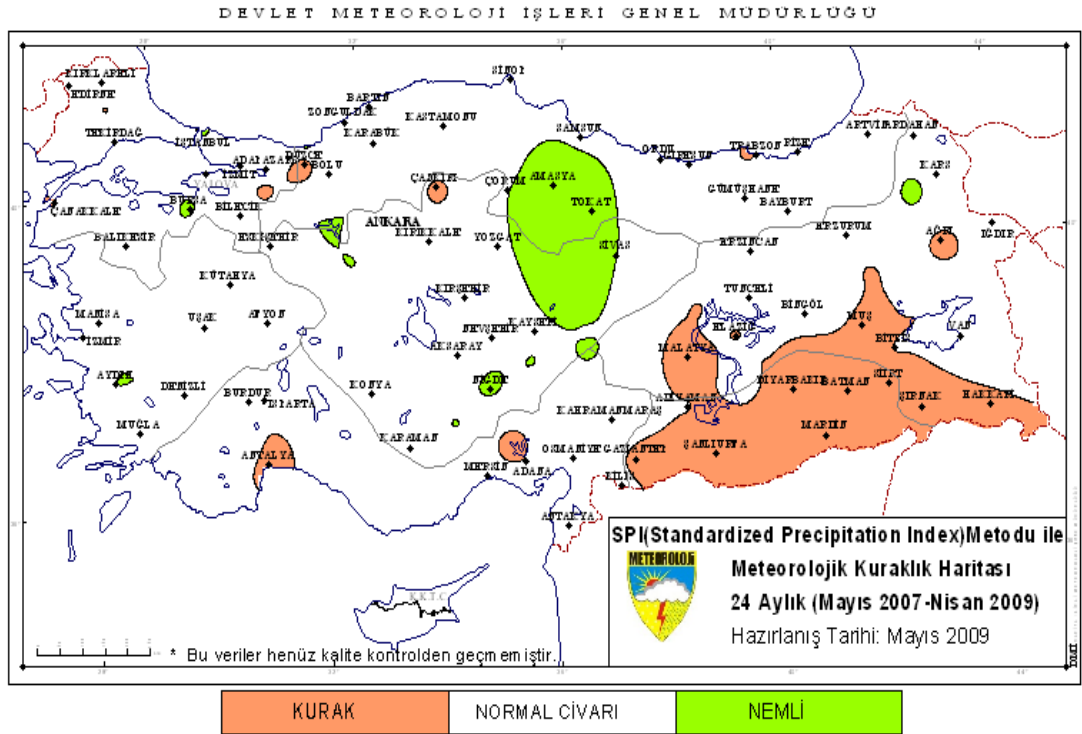 DEVLET METEOROLOJİ İŞLERİ GENEL MÜDÜRLÜĞÜ
SİNOP
EDİRNE
BARTIN
ZONGULDAK
KASTAMONU
KARABÜK
SAMSUN
TEKİRDAĞ
İSTANBUL
ARTVİN
ARDAHAN
ORDU
TRABZON
RİZE
DÜZCE
İZMİT
BOLU
YALOVA
KARS
ÇANKIRI
ÇORUM
AMASYA
GÜMÜŞHANE
BAYBURT
TOKAT
ÇANAKKALE
BURSA
BİLECİK
ANKARA
ERZURUM
AĞRI
IĞDIR
BALIKESİR
ESKİŞEHİR
KIRIKKALE
YOZGAT
SİVAS
ERZİNCAN
KÜTAHYA
KIRŞEHİR
TUNCELİ
BİNGÖL
MANİSA
UŞAK
AFYON
NEVŞEHİR
KAYSERİ
MUŞ
ELAZIĞ
VAN
İZMİR
AKSARAY
MALATYA
BİTLİS
AYDIN
DENİZLİ
BURDUR
ISPARTA
KONYA
NİĞDE
DİYARBAKIR
BATMAN
SİİRT
ADIYAMAN
ŞIRNAK
HAKKARİ
KAHRAMANMARAŞ
MUĞLA
KARAMAN
MARDİN
ANTALYA
MERSİN
ADANA
OSMANİYE
GAZİANTEP
ŞANLIURFA
KİLİS
ANTAKYA
K.K.T.C.
SPI(Standardized Precipitation Index)Metodu ile
METEOROLOJİ
Meteorolojik Kuraklık Haritası
24 Aylık (Mayıs 2007-Nisan 2009)
Hazırlanış Tarihi: Mayıs 2009
* Bu veriler henüz kalite kontrolden geçmemiştir.
DMİ
KURAK
NORMAL CİVARI
NEMLİ